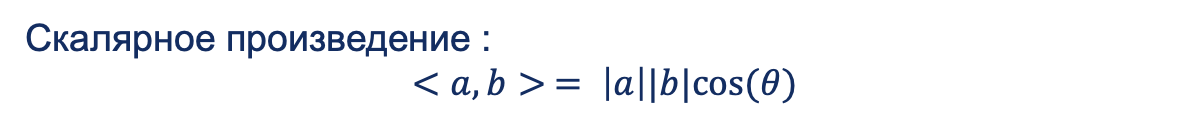 Скалярное произведение :
< a, b > = |a||b|cos(θ)